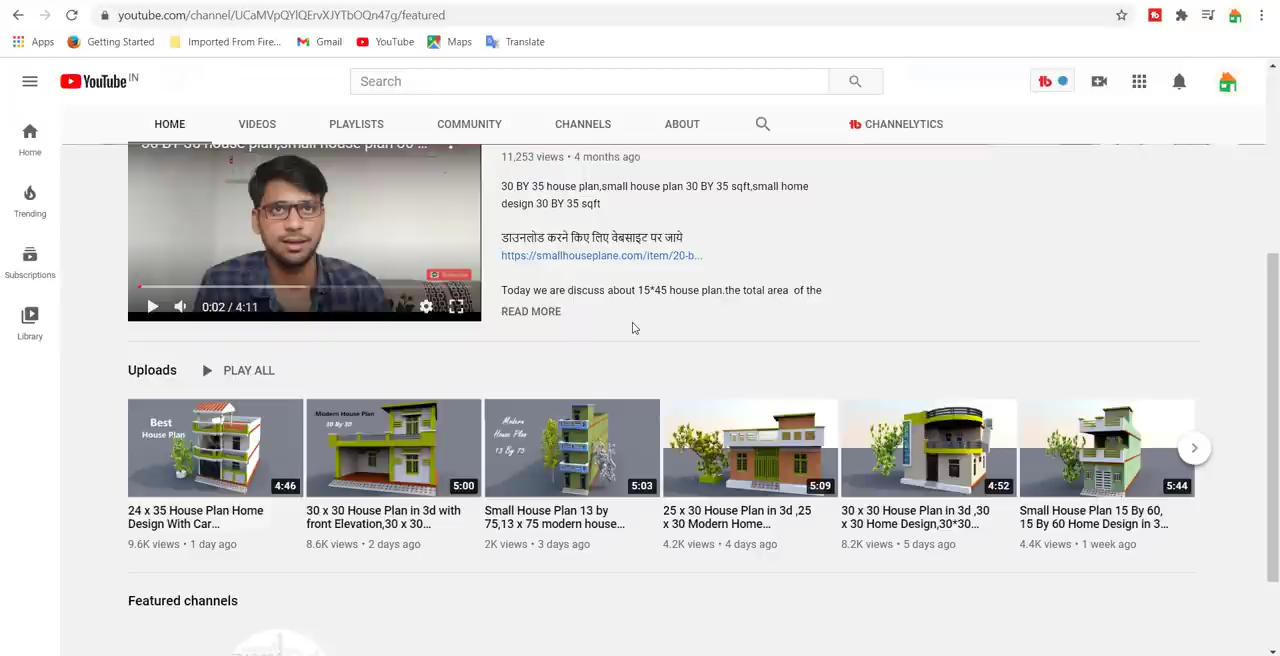 youtube.com/channel/UCaMVpQYlQErvXJYTbOQn47g/featured
Apps Getting Started Imported From Fire... Gmail YouTube Maps Translate
YouTube IN
Search
tb
HOME VIDEOS PLAYLISTS COMMUNITY CHANNELS ABOUT tb CHANNELYTICS
Home
Trending
Subscriptions
Library
30 BY 35 house plan,small house plan 30 ...
0:02 / 4:11
11,253 views • 4 months ago
30 BY 35 house plan,small house plan 30 BY 35 sqft,small home
design 30 BY 35 sqft
डाउनलोड करने किए लिए वेबसाइट पर जाये
https://smallhouseplane.com/item/20-b...
Today we are discuss about 15*45 house plan.the total area of the
READ MORE
Uploads PLAY ALL
Best
House Plan
4:46
24 x 35 House Plan Home
Design With Car...
9.6K views • 1 day ago
Modern House Plan
30 By 30
5:00
30 x 30 House Plan in 3d with
front Elevation,30 x 30...
8.6K views • 2 days ago
Modern
House Plan
13 By 75
5:03
Small House Plan 13 by
75,13 x 75 modern house...
2K views • 3 days ago
5:09
25 x 30 House Plan in 3d ,25
x 30 Modern Home...
4.2K views • 4 days ago
4:52
30 x 30 House Plan in 3d ,30
x 30 Home Design,30*30...
8.2K views • 5 days ago
5:44
Small House Plan 15 By 60,
15 By 60 Home Design in 3...
4.4K views • 1 week ago
Featured channels